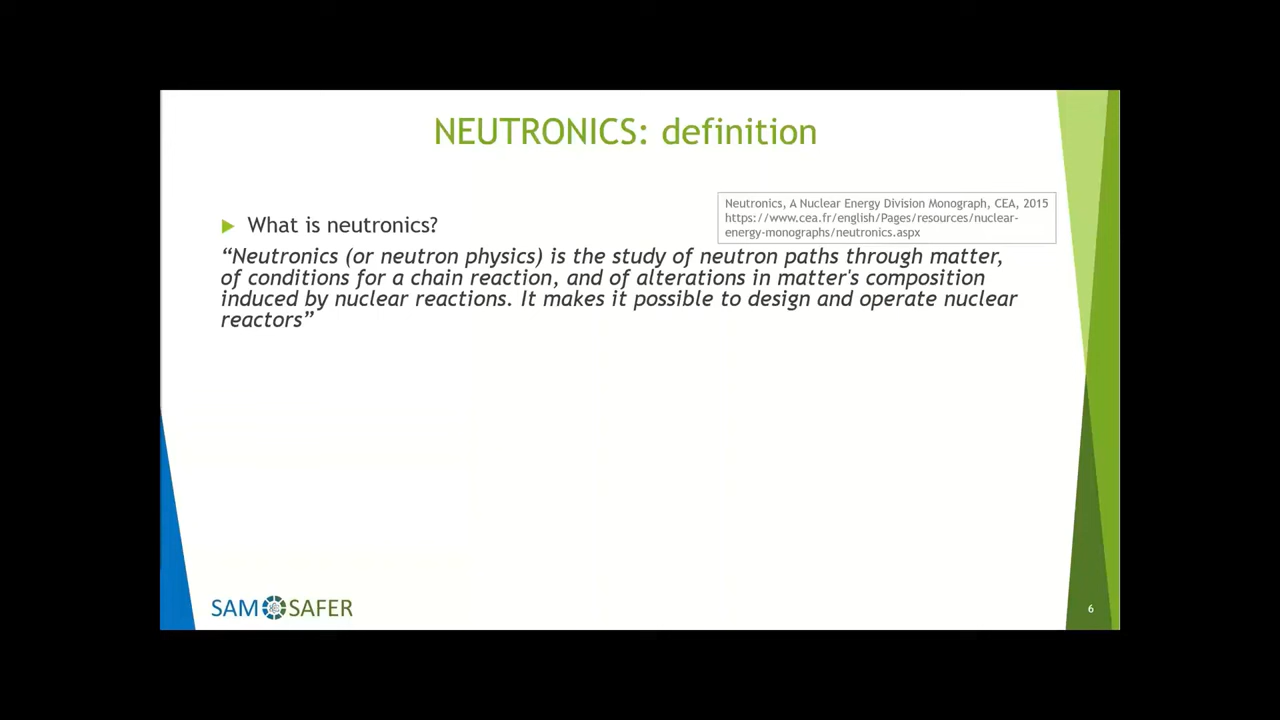 NEUTRONICS: definition
Neutronics, A Nuclear Energy Division Monograph, CEA, 2015
https://www.cea.fr/english/Pages/resources/nuclear-
energy-monographs/neutronics.aspx
What is neutronics?
“Neutronics (or neutron physics) is the study of neutron paths through matter,
of conditions for a chain reaction, and of alterations in matter's composition
induced by nuclear reactions. It makes it possible to design and operate nuclear
reactors”
SAM SAFER
6